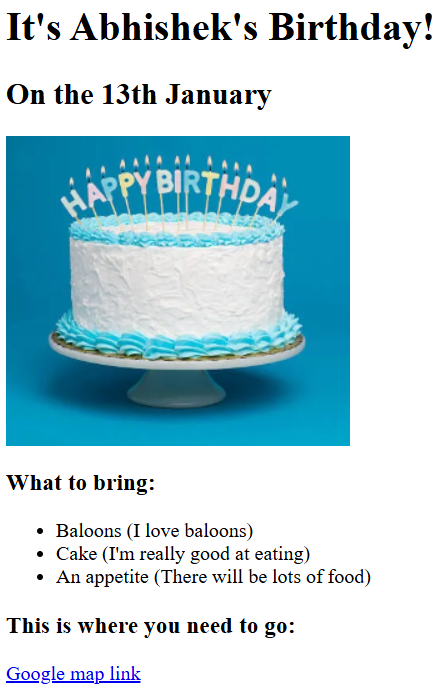 It's Abhishek's Birthday!
On the 13th January
HAPPY BIRTHDAY
What to bring:
Baloons (I love baloons)
Cake (I'm really good at eating)
An appetite (There will be lots of food)
This is where you need to go:
Google map link